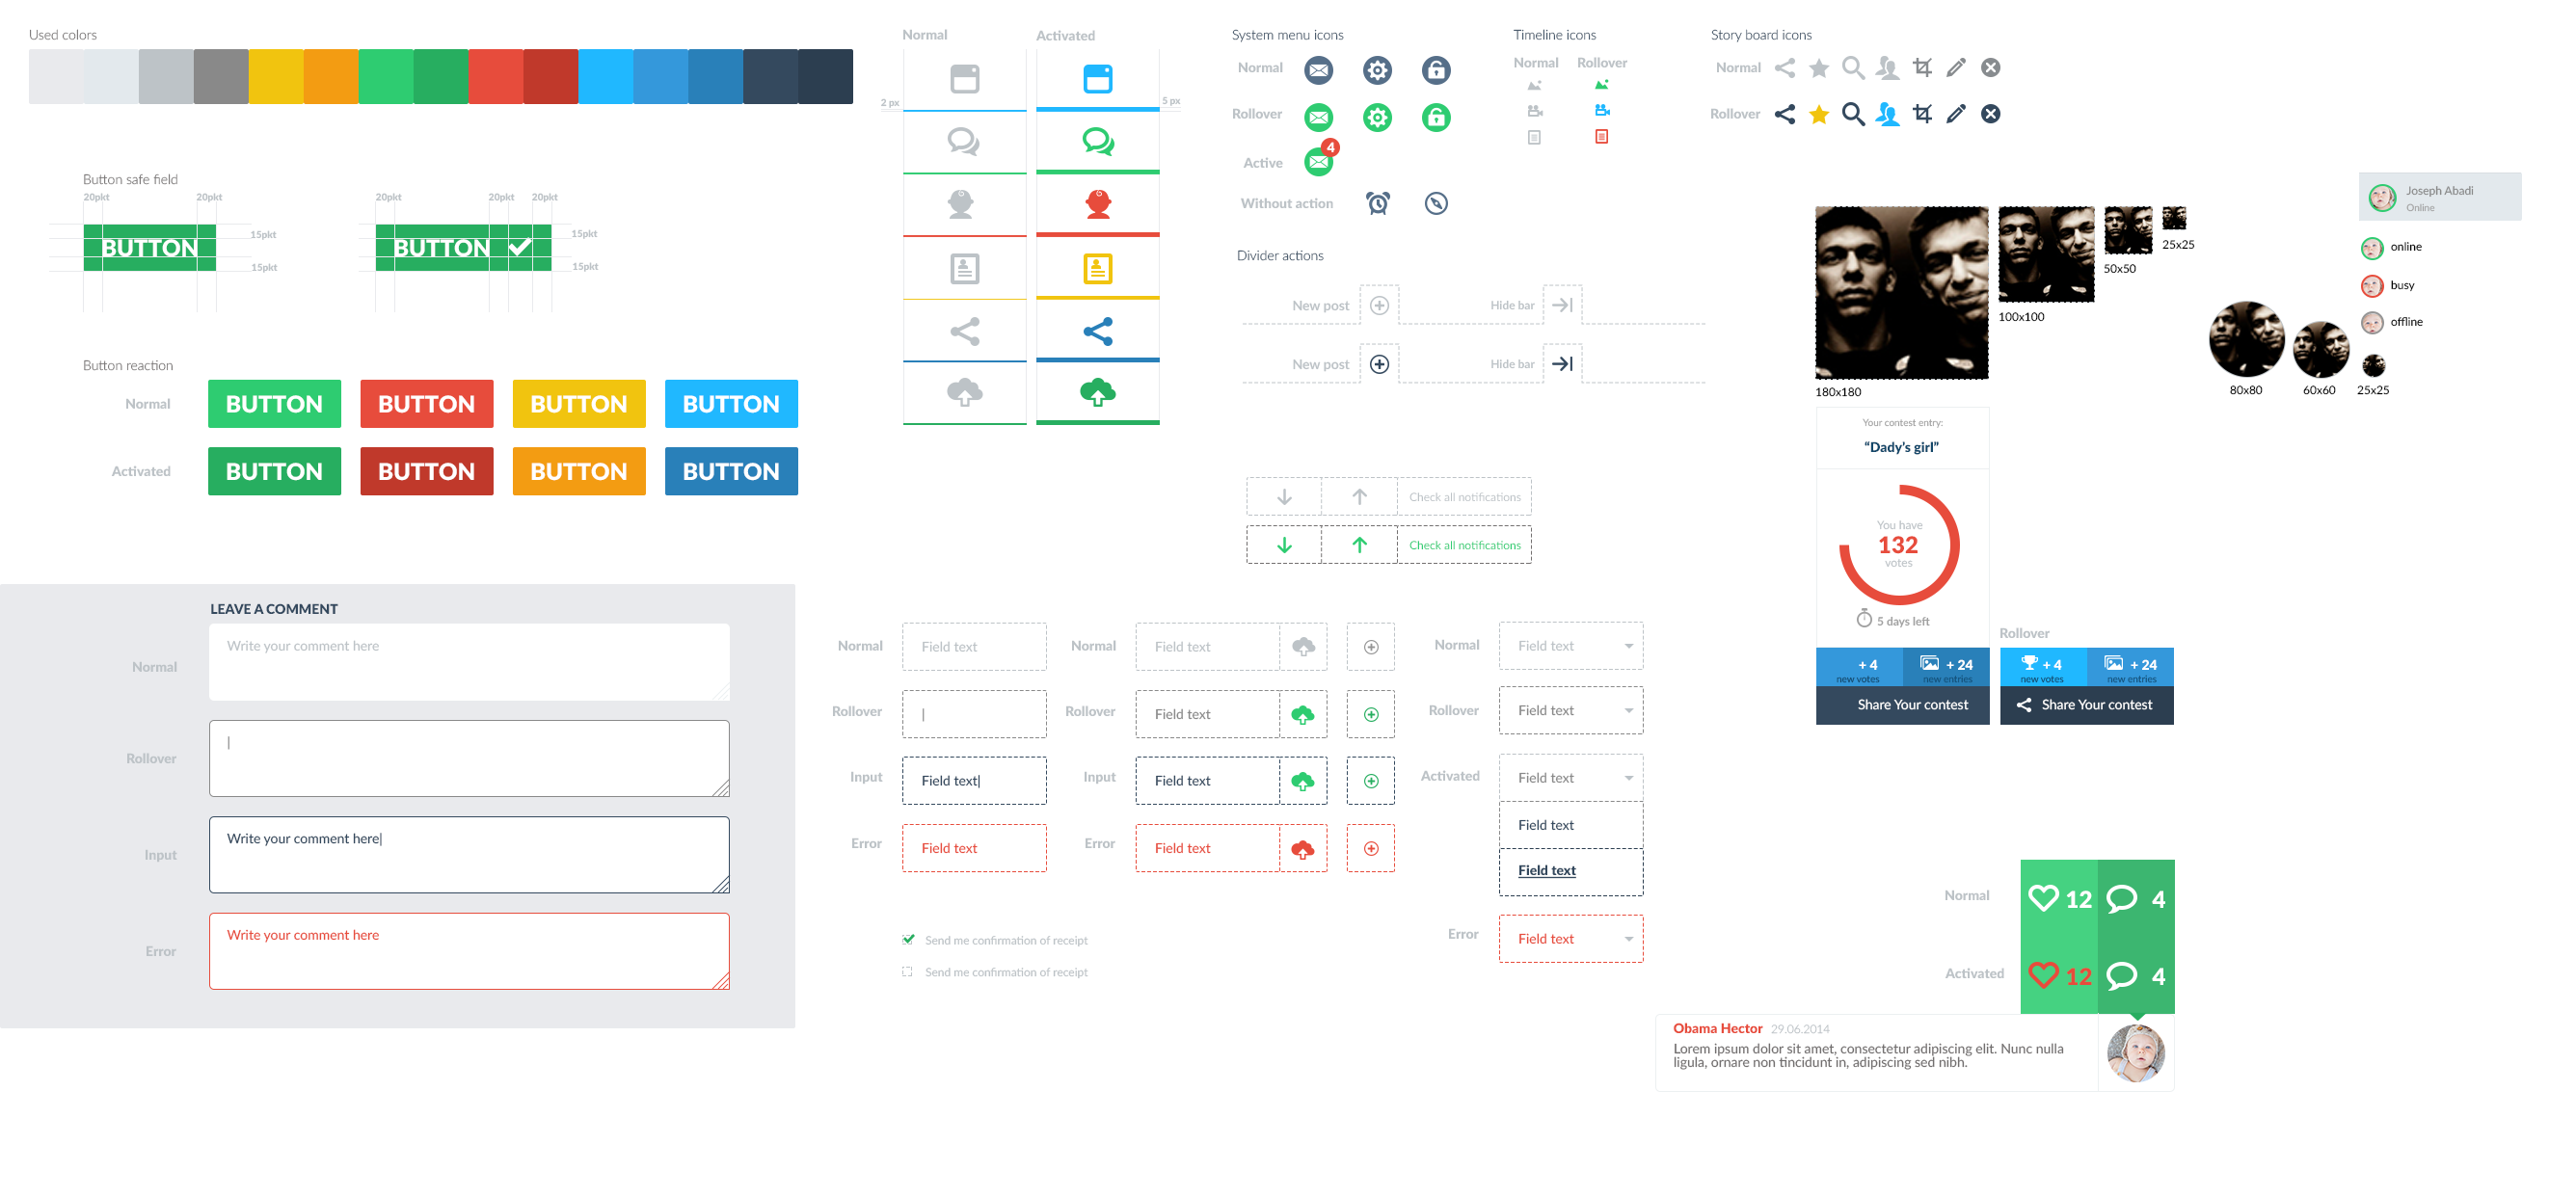 Used colors
Button safe field
20pkt 20pkt
BUTTON
15pkt
15pkt
20pkt 20pkt 20pkt
BUTTON
15pkt
15pkt
Button reaction
Normal
BUTTON BUTTON BUTTON BUTTON
Activated
BUTTON BUTTON BUTTON BUTTON
Normal Activated
2 px
5 px
System menu icons
Normal
Rollover
Active
4
Without action
Timeline icons
Normal Rollover
Story board icons
Normal
Rollover
Divider actions
New post
Hide bar
New post
Hide bar
Check all notifications
Check all notifications
180x180
100x100
50x50
25x25
80x80
60x60
25x25
Joseph Abadi
Online
online
busy
offline
Your contest entry:
“Dady’s girl”
You have
132
votes
5 days left
+ 4
new votes
+ 24
new entries
Share Your contest
Rollover
+ 4
new votes
+ 24
new entries
Share Your contest
LEAVE A COMMENT
Normal
Write your comment here
Rollover
Input
Write your comment here|
Error
Write your comment here
Normal
Field text
Rollover
Input
Field text|
Error
Field text
Normal
Field text
Rollover
Field text
Input
Field text
Error
Field text
Normal
Field text
Rollover
Field text
Activated
Field text
Field text
Field text
Error
Field text
Send me confirmation of receipt
Send me confirmation of receipt
Normal
12 4
Activated
12 4
Obama Hector 29.06.2014
Lorem ipsum dolor sit amet, consectetur adipiscing elit. Nunc nulla
ligula, ornare non tincidunt in, adipiscing sed nibh.